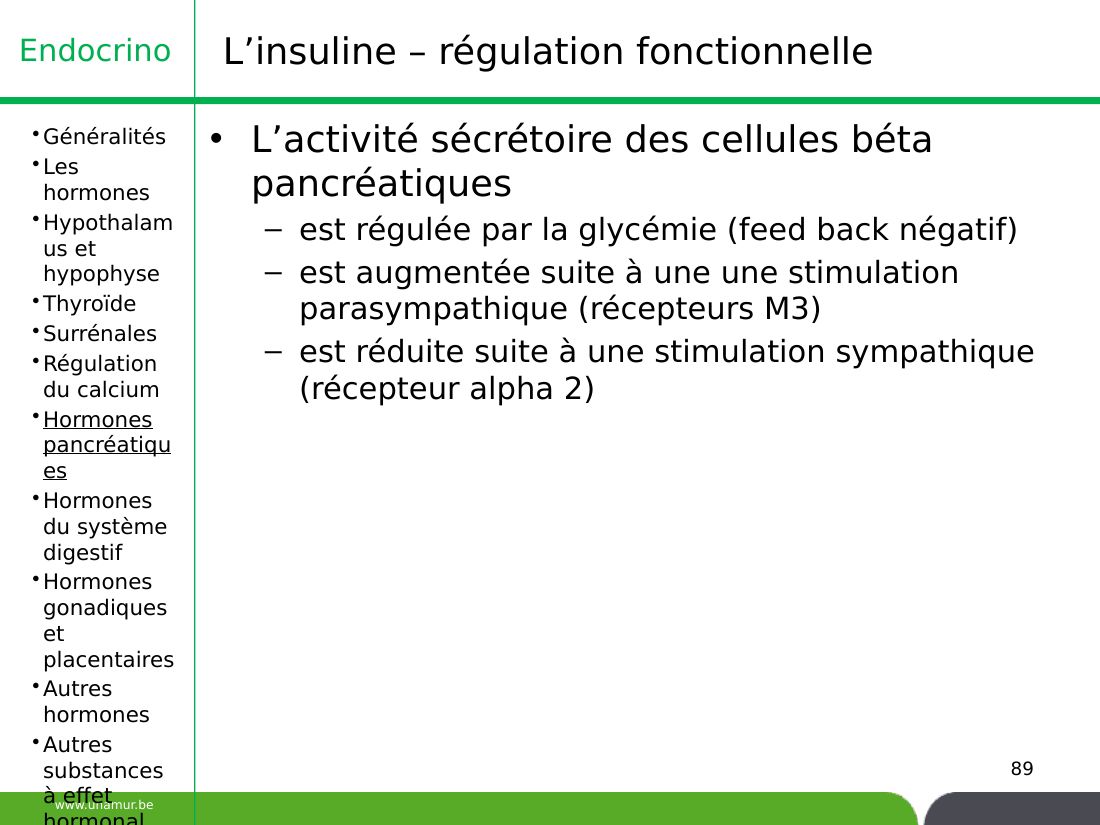 Endocrino
L’insuline – régulation fonctionnelle
•Généralités
•Les
hormones
•Hypothalam
us et
hypophyse
•Thyroïde
•Surrénales
•Régulation
du calcium
•Hormones
pancréatiqu
es
•Hormones
du système
digestif
•Hormones
gonadiques
et
placentaires
•Autres
hormones
•Autres
substances
à effet
hormonal
• L’activité sécrétoire des cellules béta
pancréatiques
– est régulée par la glycémie (feed back négatif)
– est augmentée suite à une une stimulation
parasympathique (récepteurs M3)
– est réduite suite à une stimulation sympathique
(récepteur alpha 2)
89
www.unamur.be